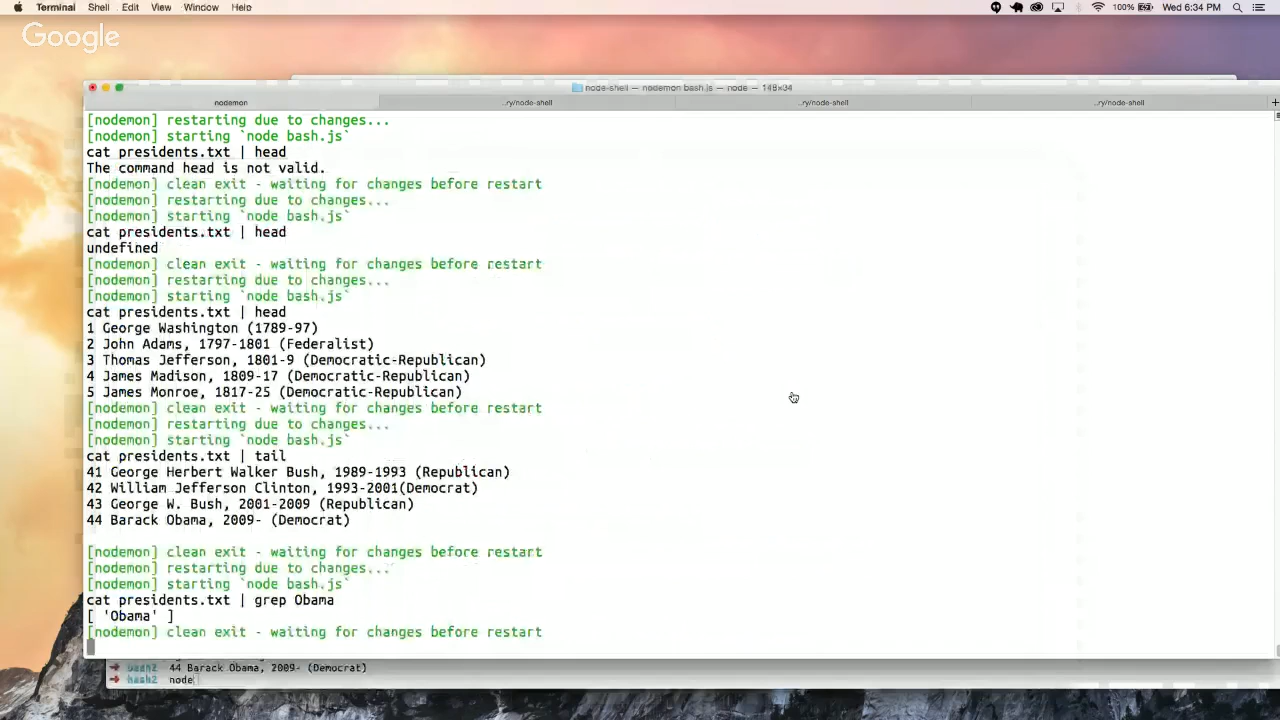 Terminal Shell Edit View Window Help 100% Wed 6:34 PM
Google
node-shell — nodemon bash.js — node — 148×34
nodemon ...ry/node-shell ...ry/node-shell ...ry/node-shell +
[nodemon] restarting due to changes...
[nodemon] starting `node bash.js`
cat presidents.txt | head
The command head is not valid.
[nodemon] clean exit - waiting for changes before restart
[nodemon] restarting due to changes...
[nodemon] starting `node bash.js`
cat presidents.txt | head
undefined
[nodemon] clean exit - waiting for changes before restart
[nodemon] restarting due to changes...
[nodemon] starting `node bash.js`
cat presidents.txt | head
1 George Washington (1789-97)
2 John Adams, 1797-1801 (Federalist)
3 Thomas Jefferson, 1801-9 (Democratic-Republican)
4 James Madison, 1809-17 (Democratic-Republican)
5 James Monroe, 1817-25 (Democratic-Republican)
[nodemon] clean exit - waiting for changes before restart
[nodemon] restarting due to changes...
[nodemon] starting `node bash.js`
cat presidents.txt | tail
41 George Herbert Walker Bush, 1989-1993 (Republican)
42 William Jefferson Clinton, 1993-2001(Democrat)
43 George W. Bush, 2001-2009 (Republican)
44 Barack Obama, 2009- (Democrat)
[nodemon] clean exit - waiting for changes before restart
[nodemon] restarting due to changes...
[nodemon] starting `node bash.js`
cat presidents.txt | grep Obama
[ 'Obama' ]
[nodemon] clean exit - waiting for changes before restart
bash2 44 Barack Obama, 2009- (Democrat)
bash2 node